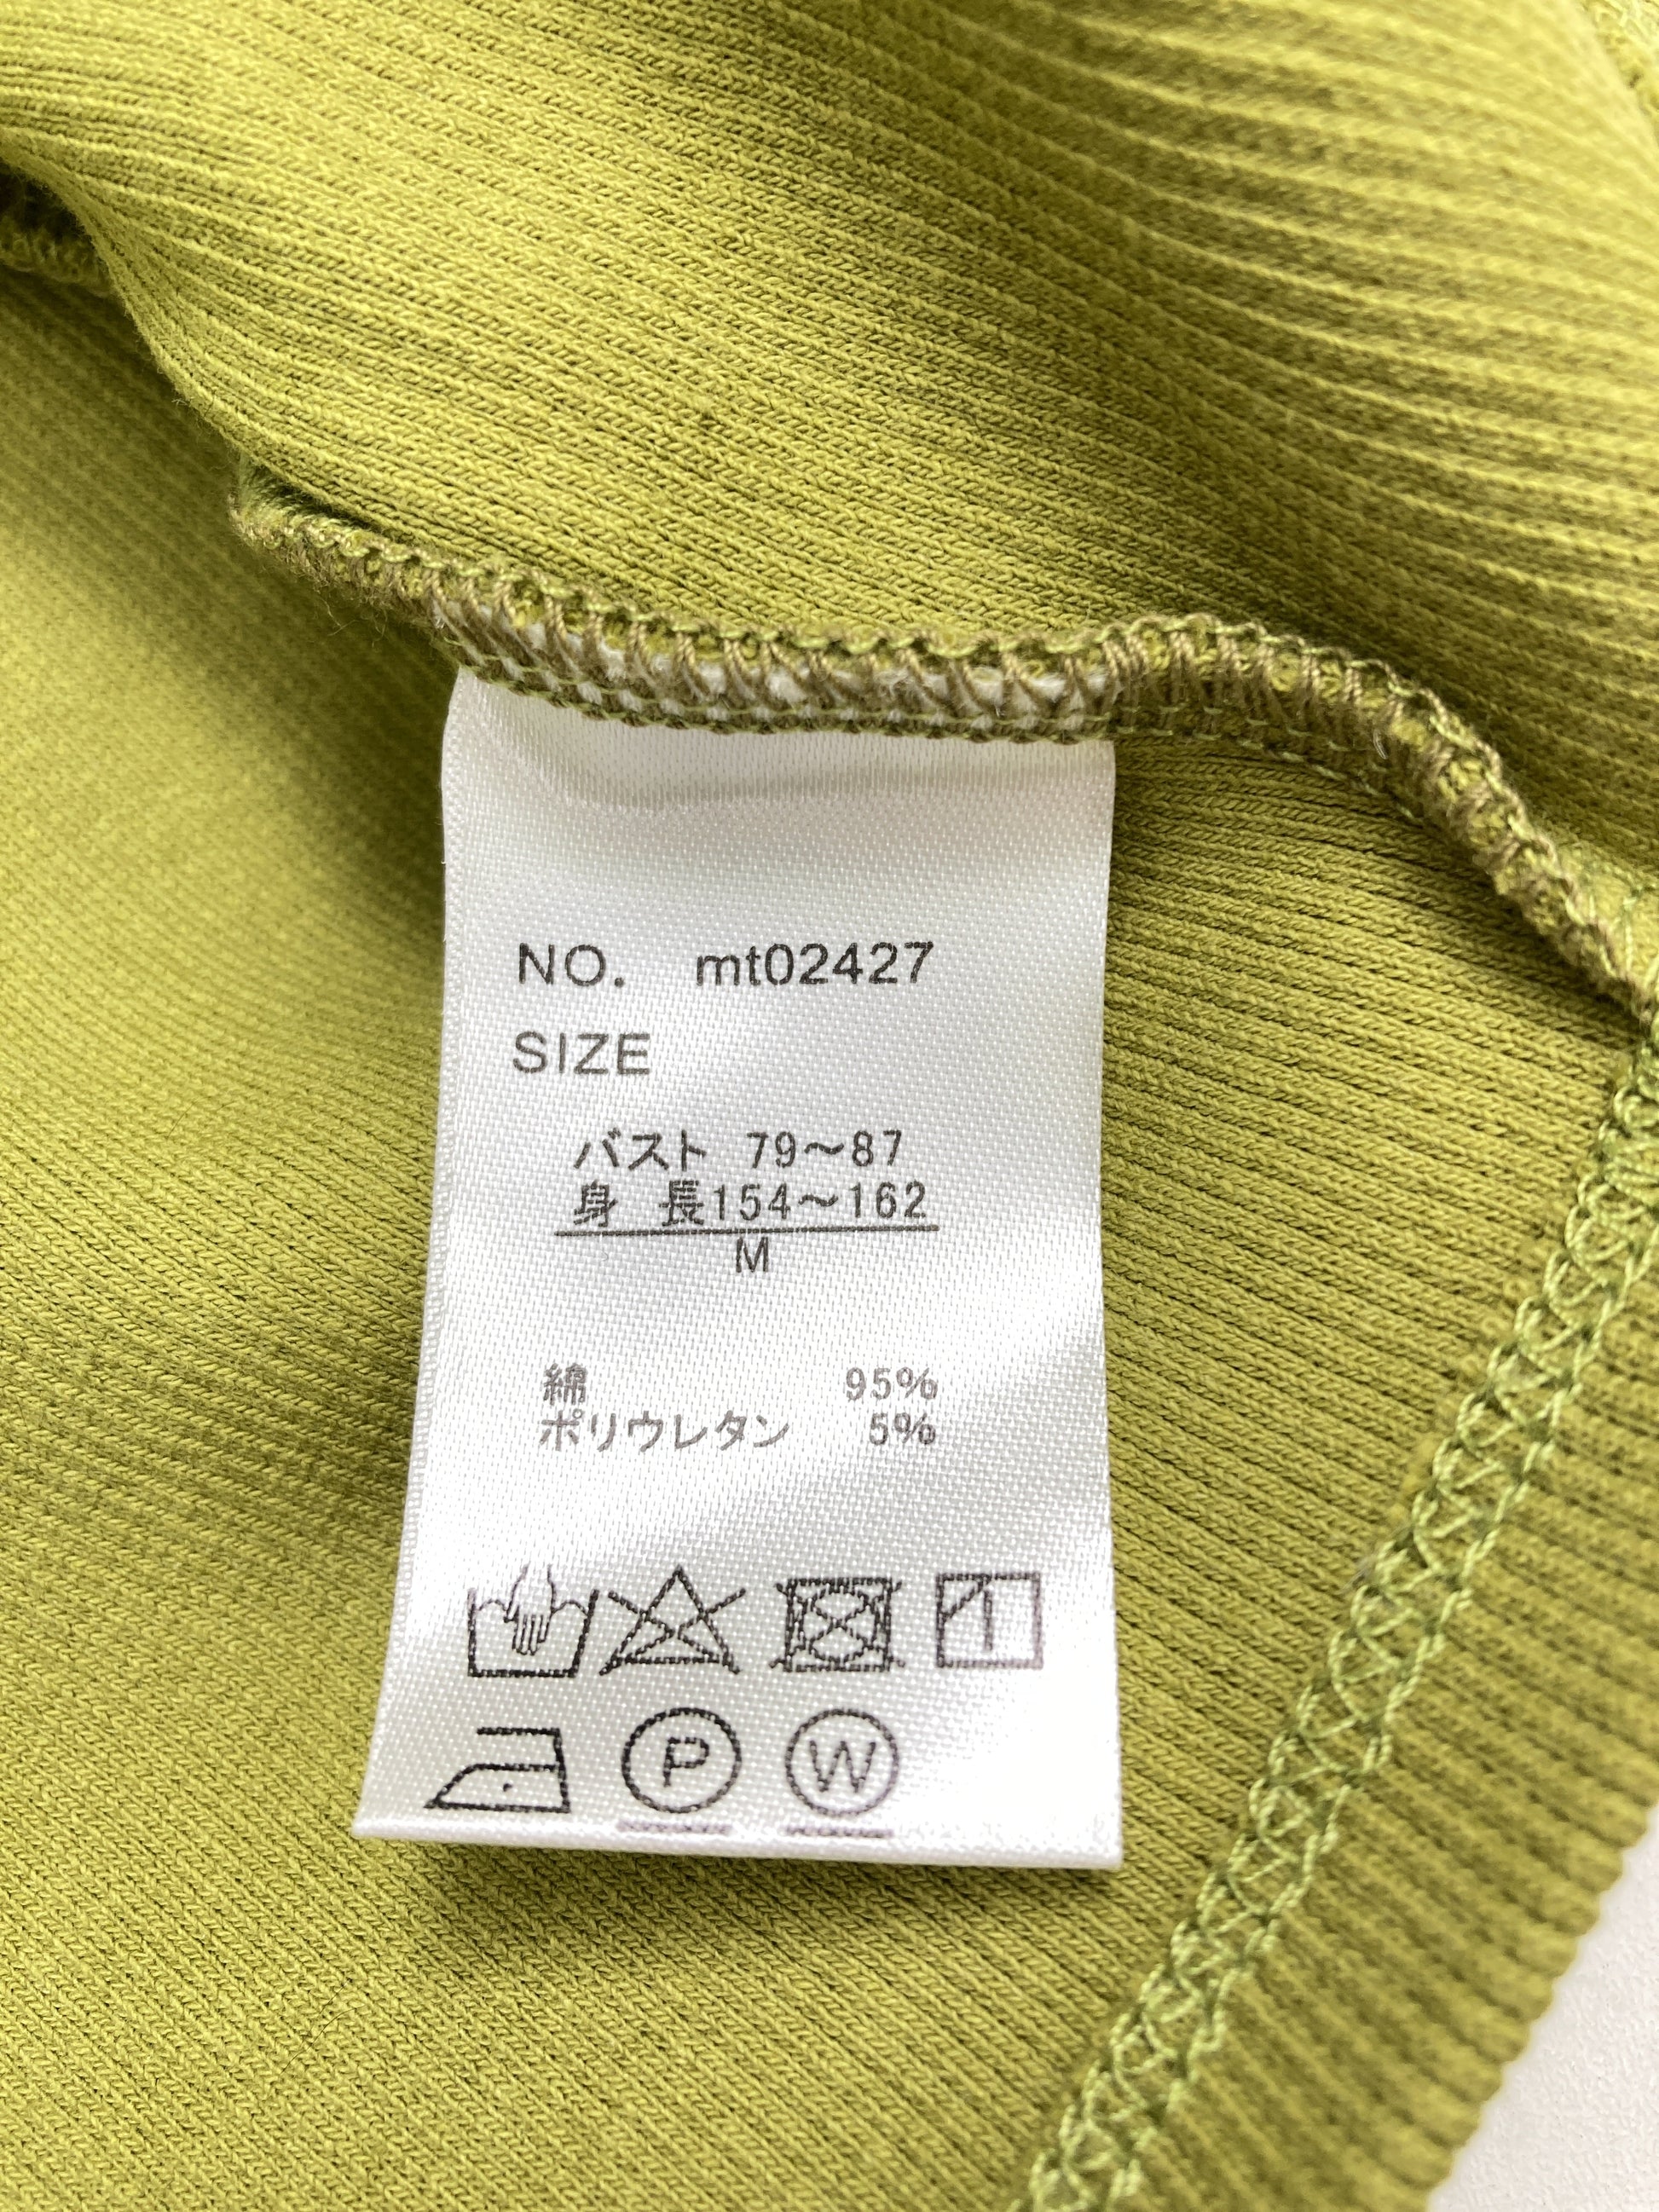 NO. mt02427
SIZE
バスト 79～87
身 長154～162
M
綿 95%
ポリウレタン 5%
P W